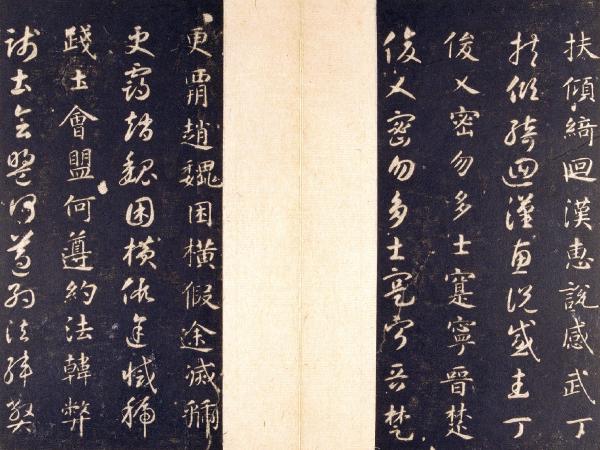 扶傾綺迴漢惠說感武丁
扶傾綺迴漢惠說感武丁
俊乂密勿多士寔寧晉楚
俊乂密勿多士寔寧晉楚
更霸趙魏困橫假途滅虢
更霸趙魏困橫假途滅虢
踐土會盟何遵約法韓弊
踐土會盟何遵約法韓弊